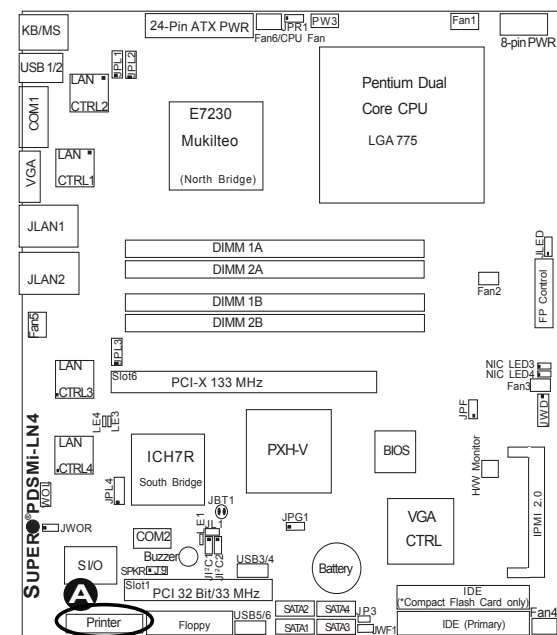 KB/MS
24-Pin ATX PWR
JPR1
PW3
Fan6/CPU Fan
Fan1
8-pin PWR
USB 1/2
JPL1
JPL2
LAN
CTRL2
COM1
E7230
Mukilteo
(North Bridge)
Pentium Dual
Core CPU
LGA 775
VGA
LAN
CTRL1
JLAN1
JLAN2
DIMM 1A
DIMM 2A
DIMM 1B
DIMM 2B
JLED
FP Control
Fan2
Fan5
JPL3
Slot6
PCI-X 133 MHz
NIC LED3
NIC LED4
Fan3
LAN
CTRL3
LE4
LE3
JPF
JWD
LAN
CTRL4
ICH7R
South Bridge
PXH-V
BIOS
H/W Monitor
IPMI 2.0
WOL
JPL4
JBT1
JPG1
VGA
CTRL
SUPER®PDSMi-LN4
JWOR
COM2
LE1
JL1
Buzzer
JI²C1
JI²C2
USB3/4
Battery
S I/O
SPKR
J9
Slot1
PCI 32 Bit/33 MHz
IDE
(*Compact Flash Card only)
A
Printer
Floppy
USB5/6
SATA2
SATA4
JP3
SATA1
SATA3
JWF1
IDE (Primary)
Fan4